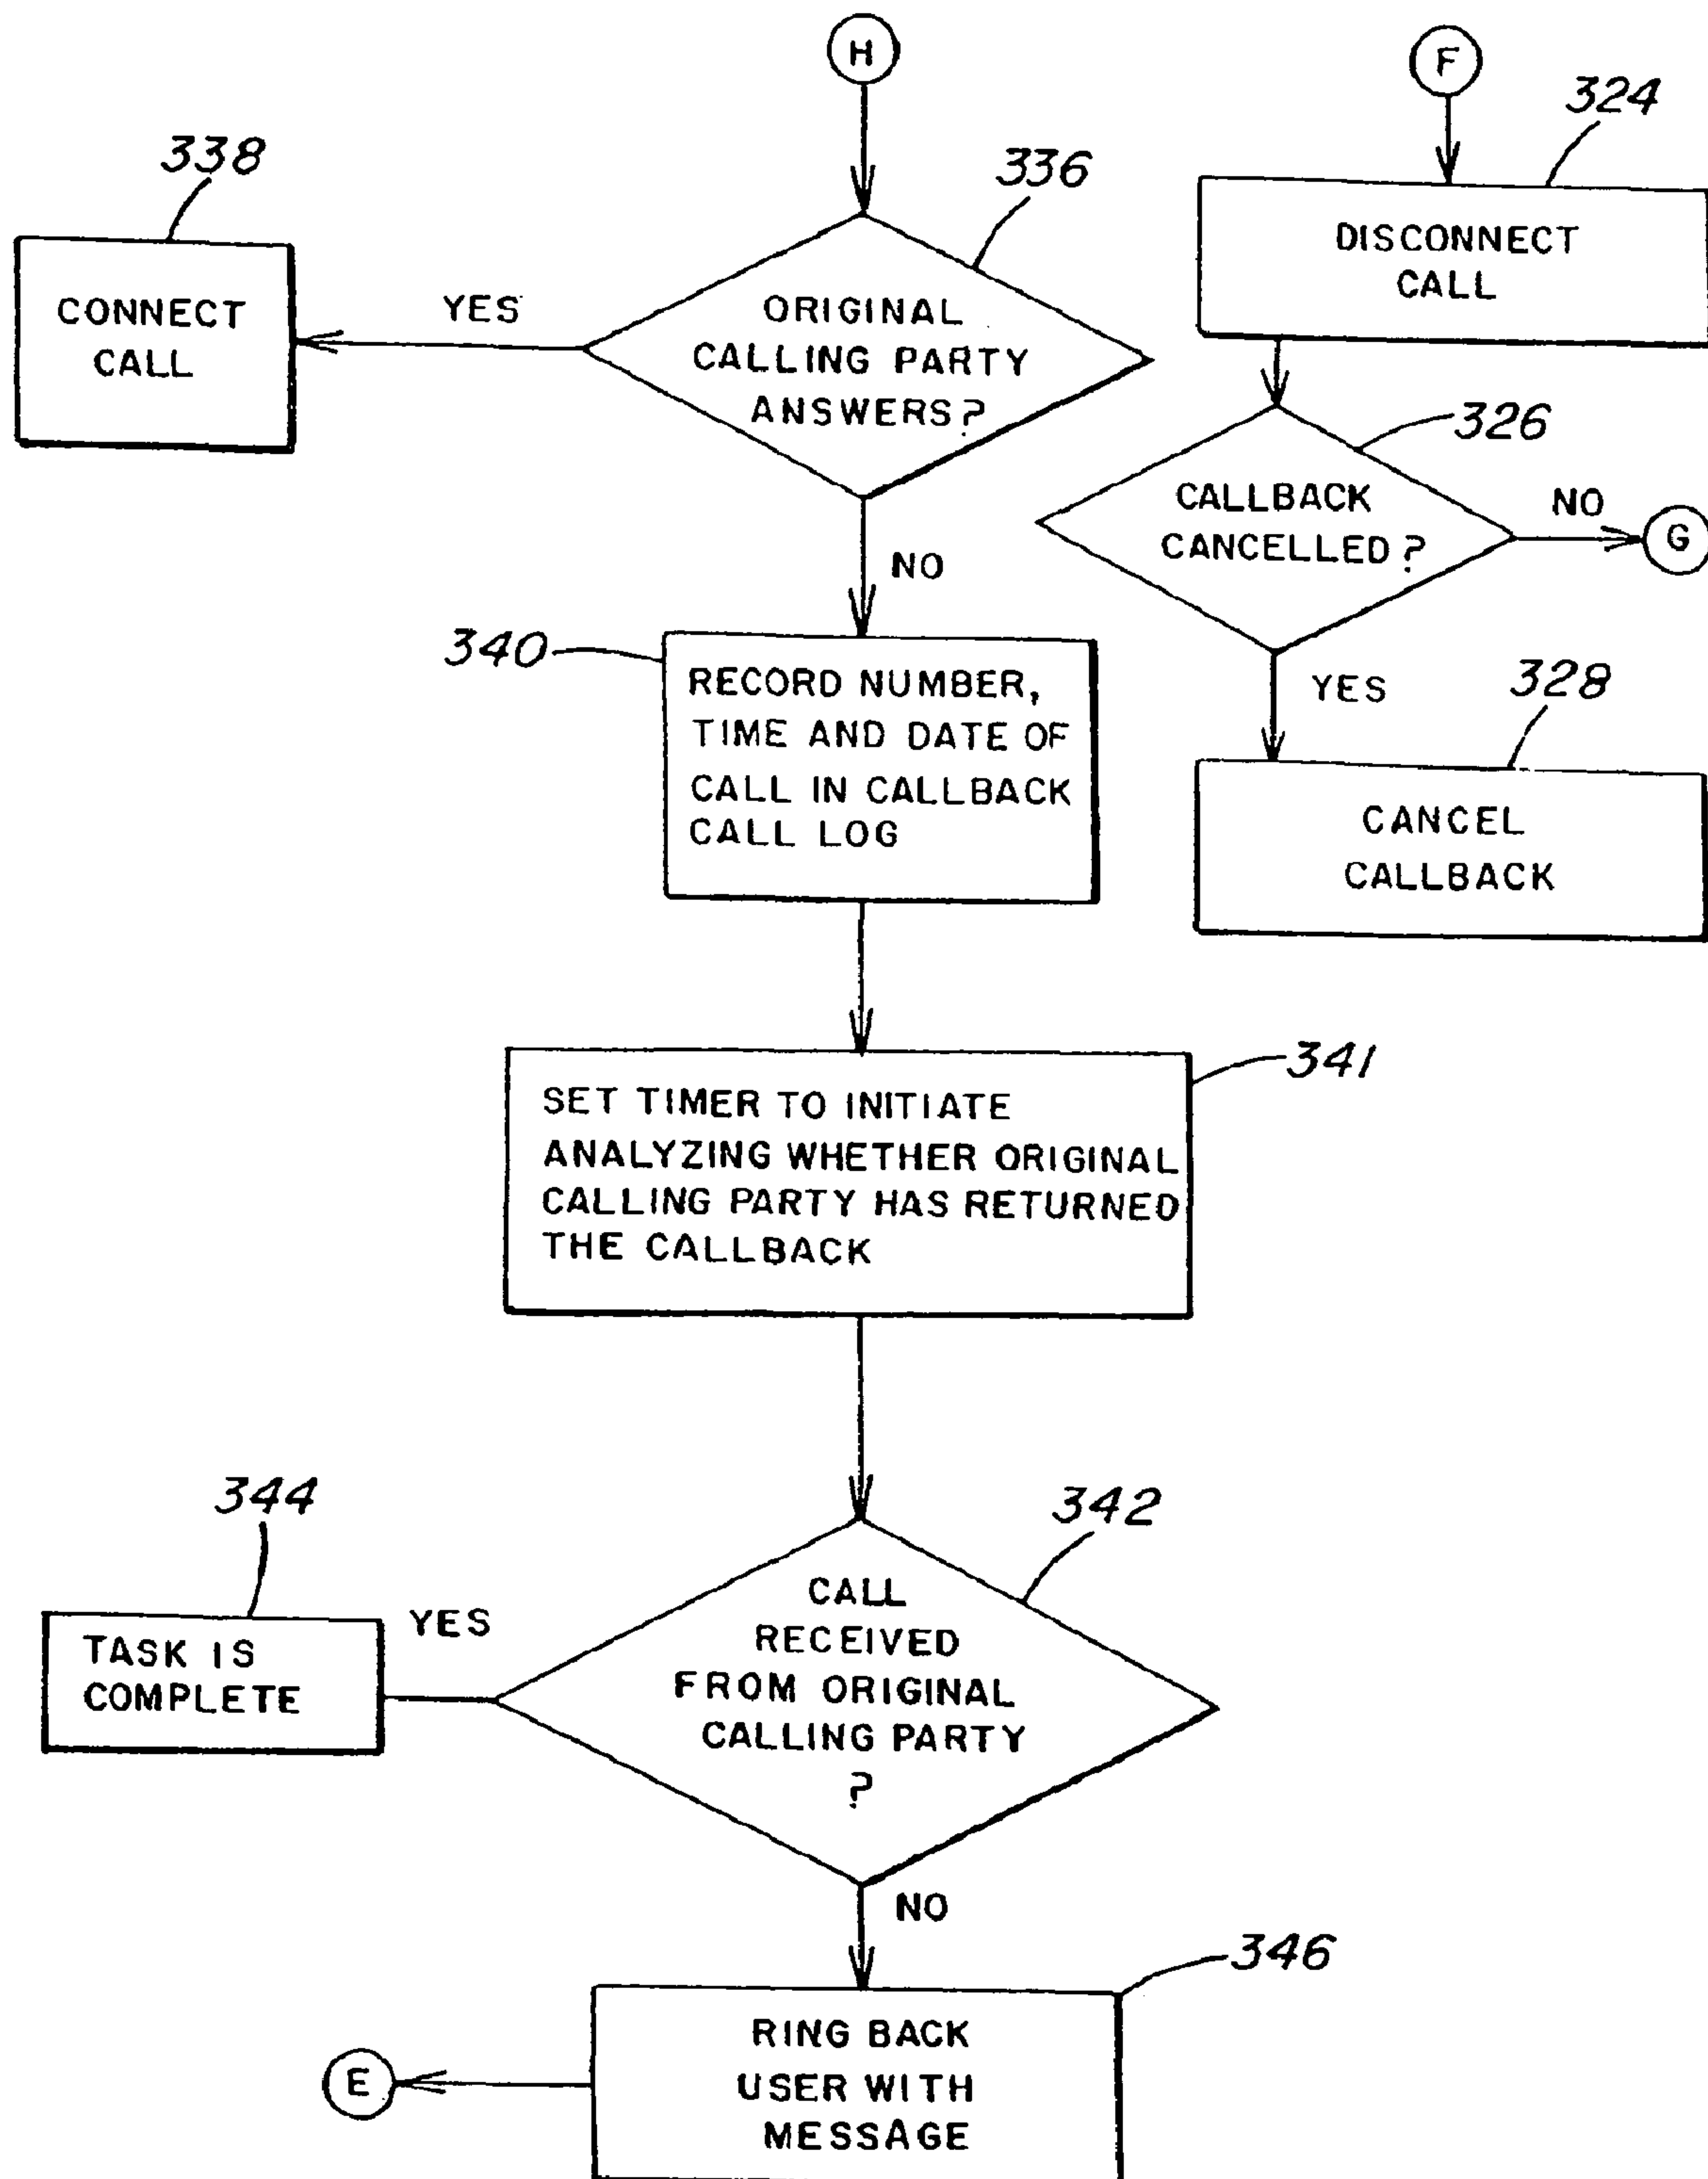 H
F
324
338
336
DISCONNECT
CALL
CONNECT
CALL
YES
ORIGINAL
CALLING PARTY
ANSWERS?
326
CALLBACK
CANCELLED?
NO
G
NO
340
RECORD NUMBER,
TIME AND DATE OF
CALL IN CALLBACK
CALL LOG
YES
328
CANCEL
CALLBACK
341
SET TIMER TO INITIATE
ANALYZING WHETHER ORIGINAL
CALLING PARTY HAS RETURNED
THE CALLBACK
344
342
YES
TASK IS
COMPLETE
CALL
RECEIVED
FROM ORIGINAL
CALLING PARTY
?
NO
346
RING BACK
USER WITH
MESSAGE
E